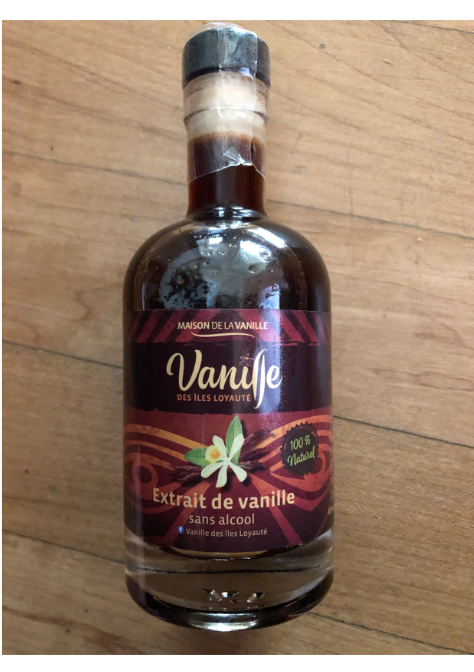 MAISON DE LA VANILLE
Vanille
DES ÎLES LOYAUTÉ
100 %
Naturel
Extrait de vanille
sans alcool
Vanille des îles Loyauté